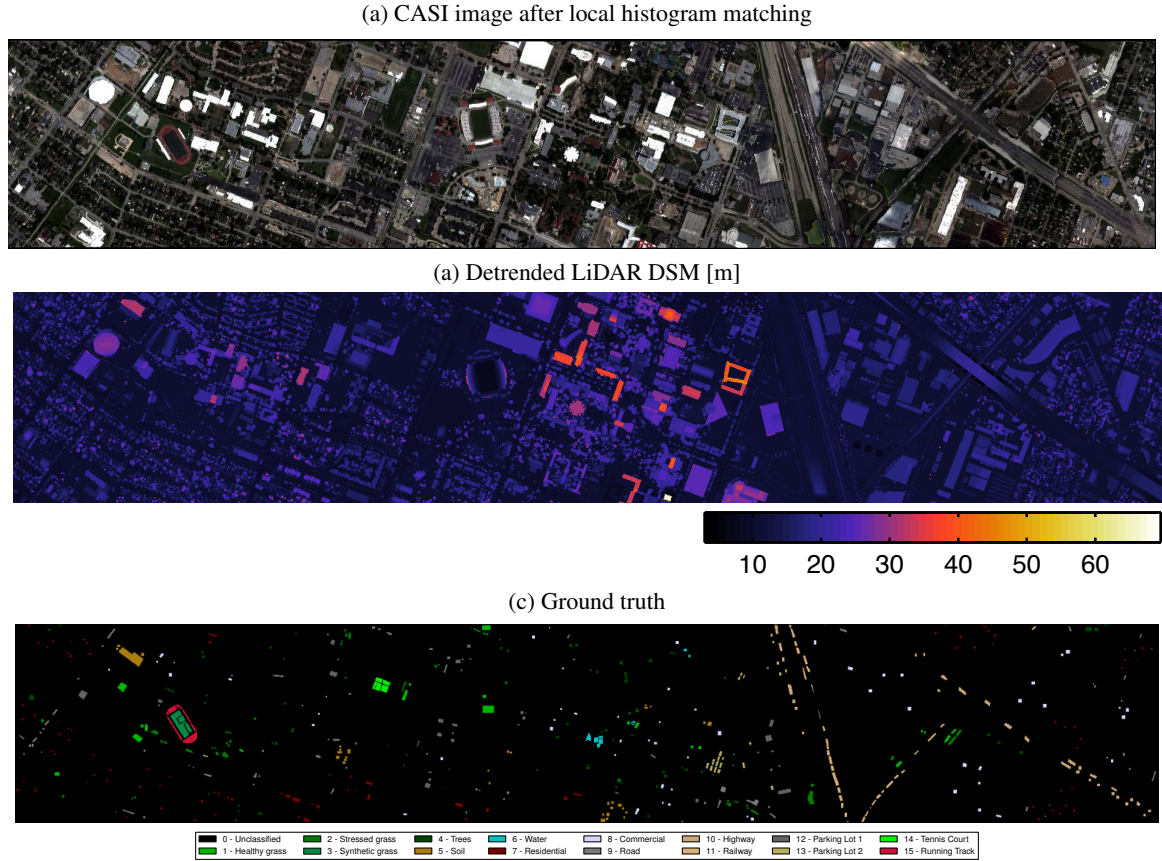 (a) CASI image after local histogram matching
(a) Detrended LiDAR DSM [m]
10 20 30 40 50 60
(c) Ground truth
0 - Unclassified 2 - Stressed grass 4 - Trees 6 - Water 8 - Commercial 10 - Highway 12 - Parking Lot 1 14 - Tennis Court
1 - Healthy grass 3 - Synthetic grass 5 - Soil 7 - Residential 9 - Road 11 - Railway 13 - Parking Lot 2 15 - Running Track